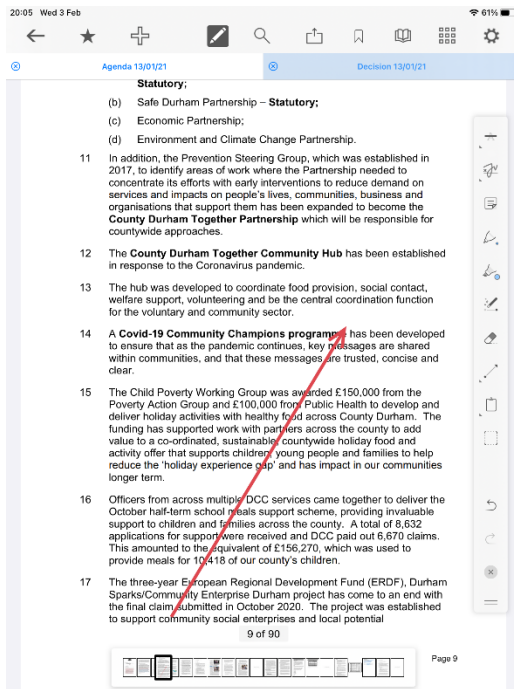 20:05 Wed 3 Feb 61%
Agenda 13/01/21 Decision 13/01/21
Statutory;
(b) Safe Durham Partnership – Statutory;
(c) Economic Partnership;
(d) Environment and Climate Change Partnership.
11 In addition, the Prevention Steering Group, which was established in
2017, to identify areas of work where the Partnership needed to
concentrate its efforts with early interventions to reduce demand on
services and impacts on people's lives, communities, business and
organisations that support them has been expanded to become the
County Durham Together Partnership which will be responsible for
countywide approaches.
12 The County Durham Together Community Hub has been established
in response to the Coronavirus pandemic.
13 The hub was developed to coordinate food provision, social contact,
welfare support, volunteering and be the central coordination function
for the voluntary and community sector.
14 A Covid-19 Community Champions programme has been developed
to ensure that as the pandemic continues, key messages are shared
within communities, and that these messages are trusted, concise and
clear.
15 The Child Poverty Working Group was awarded £150,000 from the
Poverty Action Group and £100,000 from Public Health to develop and
deliver holiday activities with healthy food across County Durham. The
funding has supported work with partners across the county to add
value to a co-ordinated, sustainable, countywide holiday food and
activity offer that supports children, young people and families to help
reduce the 'holiday experience gap' and has impact in our communities
longer term.
16 Officers from across multiple DCC services came together to deliver the
October half-term school meals support scheme, providing invaluable
support to children and families across the county. A total of 8,632
applications for support were received and DCC paid out 6,670 claims.
This amounted to the equivalent of £156,270, which was used to
provide meals for 10,418 of our county's children.
17 The three-year European Regional Development Fund (ERDF), Durham
Sparks/Community Enterprise Durham project has come to an end with
the final claim submitted in October 2020. The project was established
to support community social enterprises and local potential
9 of 90
Page 9